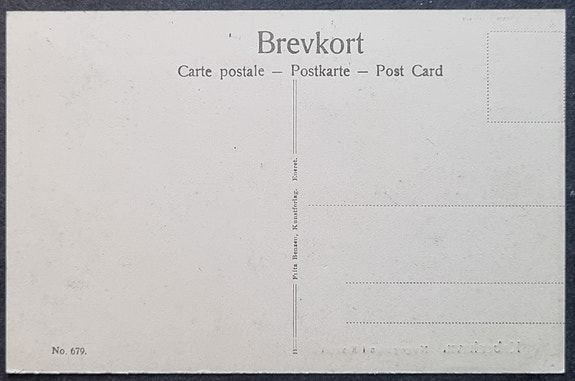 Brevkort
Carte postale — Postkarte — Post Card
Fritz Benzen, Kunstforlag. Eneret.
No. 679.